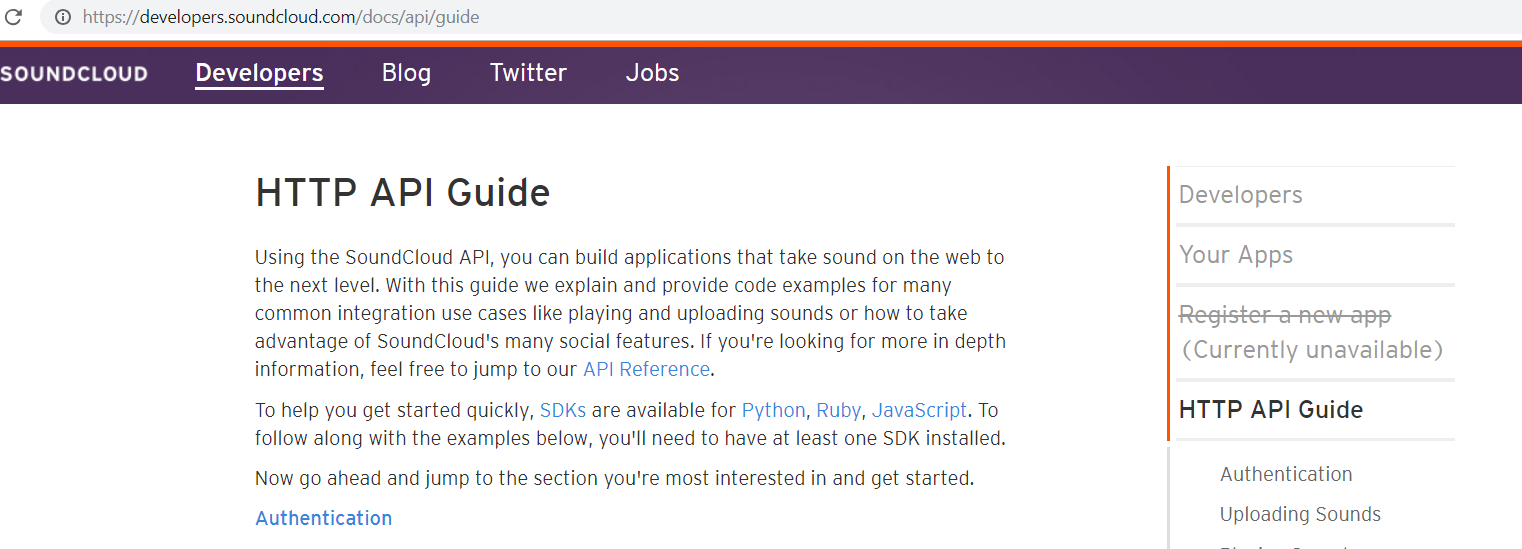 https://developers.soundcloud.com/docs/api/guide
SOUNDCLOUD Developers Blog Twitter Jobs
HTTP API Guide
Using the SoundCloud API, you can build applications that take sound on the web to
the next level. With this guide we explain and provide code examples for many
common integration use cases like playing and uploading sounds or how to take
advantage of SoundCloud's many social features. If you're looking for more in depth
information, feel free to jump to our API Reference.
To help you get started quickly, SDKs are available for Python, Ruby, JavaScript. To
follow along with the examples below, you'll need to have at least one SDK installed.
Now go ahead and jump to the section you're most interested in and get started.
Authentication
Developers
Your Apps
Register a new app
(Currently unavailable)
HTTP API Guide
Authentication
Uploading Sounds